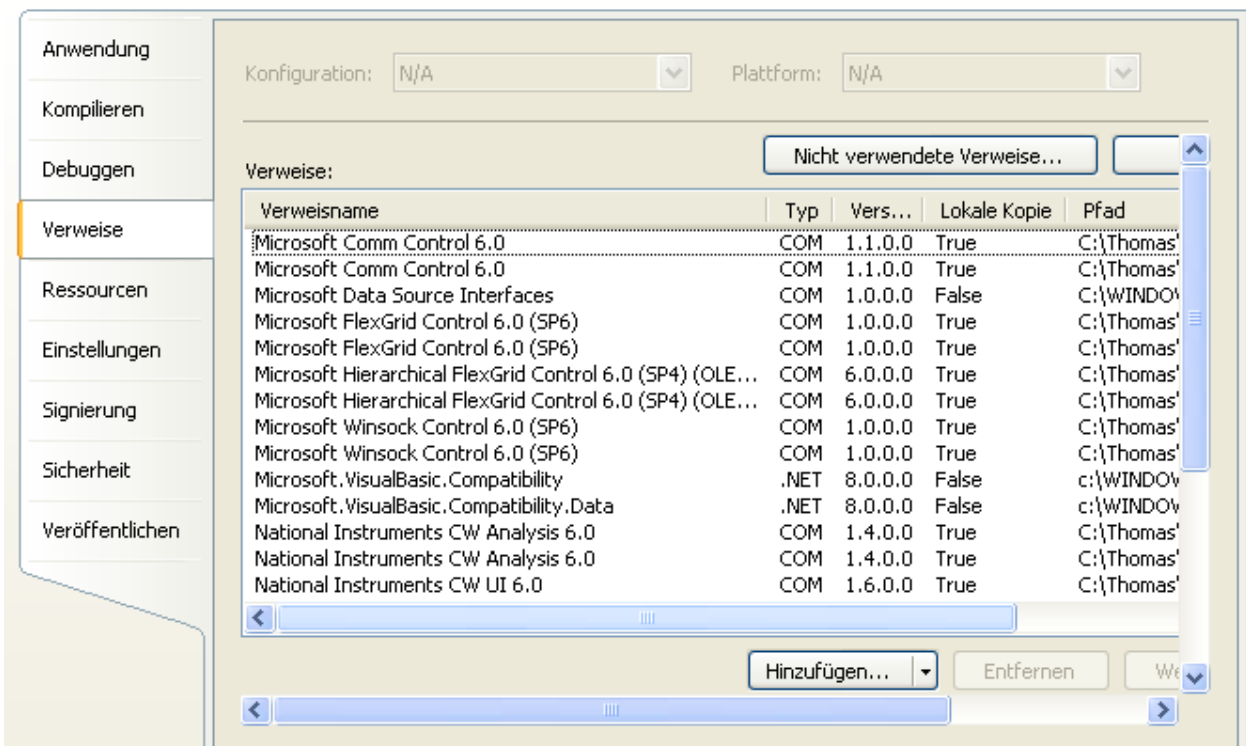 Anwendung
Kompilieren
Debuggen
Verweise
Ressourcen
Einstellungen
Signierung
Sicherheit
Veröffentlichen
Konfiguration: N/A Plattform: N/A
Nicht verwendete Verweise...
Verweise:
Verweisname Typ Vers... Lokale Kopie Pfad
Microsoft Comm Control 6.0 COM 1.1.0.0 True C:\Thomas'
Microsoft Comm Control 6.0 COM 1.1.0.0 True C:\Thomas'
Microsoft Data Source Interfaces COM 1.0.0.0 False C:\WINDOW
Microsoft FlexGrid Control 6.0 (SP6) COM 1.0.0.0 True C:\Thomas'
Microsoft FlexGrid Control 6.0 (SP6) COM 1.0.0.0 True C:\Thomas'
Microsoft Hierarchical FlexGrid Control 6.0 (SP4) (OLE... COM 6.0.0.0 True C:\Thomas'
Microsoft Hierarchical FlexGrid Control 6.0 (SP4) (OLE... COM 6.0.0.0 True C:\Thomas'
Microsoft Winsock Control 6.0 (SP6) COM 1.0.0.0 True C:\Thomas'
Microsoft Winsock Control 6.0 (SP6) COM 1.0.0.0 True C:\Thomas'
Microsoft.VisualBasic.Compatibility .NET 8.0.0.0 False c:\WINDOW
Microsoft.VisualBasic.Compatibility.Data .NET 8.0.0.0 False c:\WINDOW
National Instruments CW Analysis 6.0 COM 1.4.0.0 True C:\Thomas'
National Instruments CW Analysis 6.0 COM 1.4.0.0 True C:\Thomas'
National Instruments CW UI 6.0 COM 1.6.0.0 True C:\Thomas'
Hinzufügen... Entfernen We